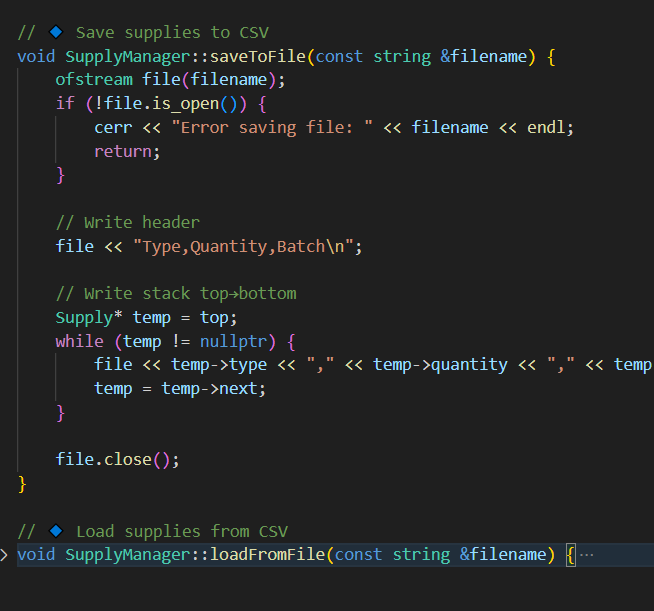 // 🔹 Save supplies to CSV
void SupplyManager::saveToFile(const string &filename) {
    ofstream file(filename);
    if (!file.is_open()) {
        cerr << "Error saving file: " << filename << endl;
        return;
    }
    // Write header
    file << "Type,Quantity,Batch\n";
    // Write stack top→bottom
    Supply* temp = top;
    while (temp != nullptr) {
        file << temp->type << "," << temp->quantity << "," << temp
        temp = temp->next;
    }
    file.close();
}
// 🔹 Load supplies from CSV
void SupplyManager::loadFromFile(const string &filename) {⋯